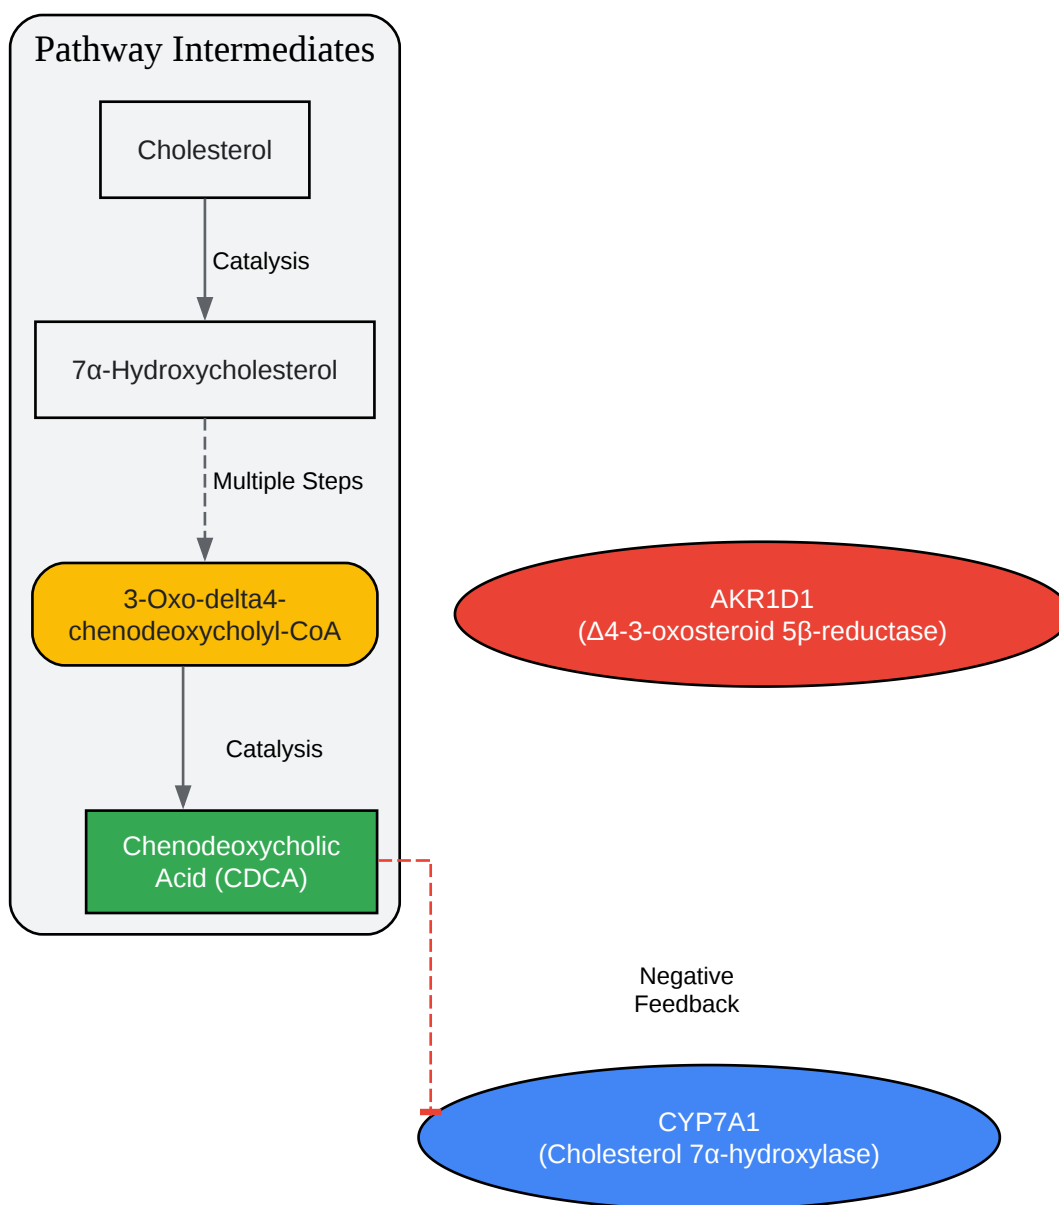 Pathway Intermediates
Cholesterol
Catalysis
7α-Hydroxycholesterol
Multiple Steps
3-Oxo-delta4-
chenodeoxycholyl-CoA
AKR1D1
(Δ4-3-oxosteroid 5β-reductase)
Catalysis
Chenodeoxycholic
Acid (CDCA)
Negative
Feedback
CYP7A1
(Cholesterol 7α-hydroxylase)